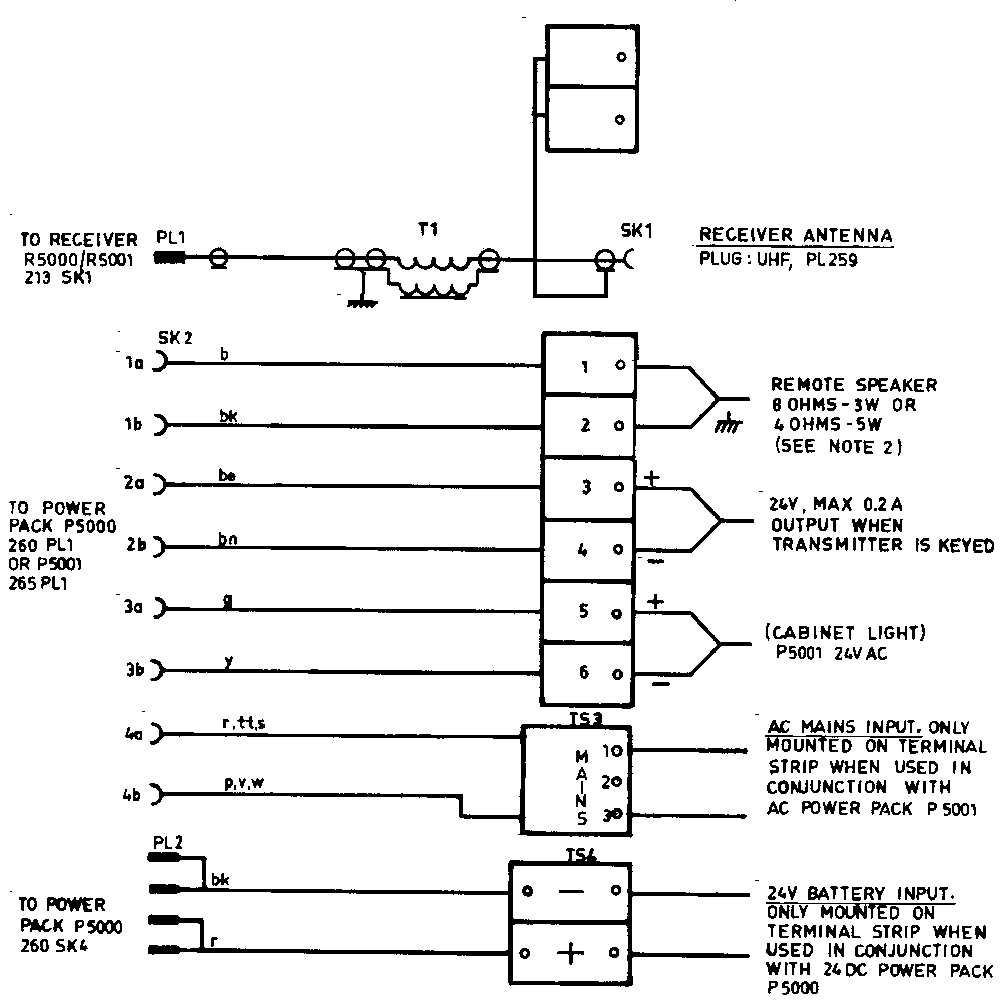 T1
SK1
TO RECEIVER
R5000/R5001
213 SK1
PL1
RECEIVER ANTENNA
PLUG: UHF, PL259
SK2
1a
b
1
1b
bk
2
REMOTE SPEAKER
8 OHMS-3W OR
4 OHMS-5W
(SEE NOTE 2)
2a
be
3
+
2b
bn
4
−
24V, MAX 0.2 A
OUTPUT WHEN
TRANSMITTER IS KEYED
TO POWER
PACK P5000
260 PL1
OR P5001
265 PL1
3a
g
5
+
3b
y
6
−
(CABINET LIGHT)
P5001 24V AC
TS3
4a
r,tt,s
4b
p,v,w
MAINS
1
2
3
AC MAINS INPUT. ONLY
MOUNTED ON TERMINAL
STRIP WHEN USED IN
CONJUNCTION WITH
AC POWER PACK P5001
PL2
TS4
bk
−
r
+
TO POWER
PACK P5000
260 SK4
24V BATTERY INPUT.
ONLY MOUNTED ON
TERMINAL STRIP WHEN
USED IN CONJUNCTION
WITH 24DC POWER PACK
P5000